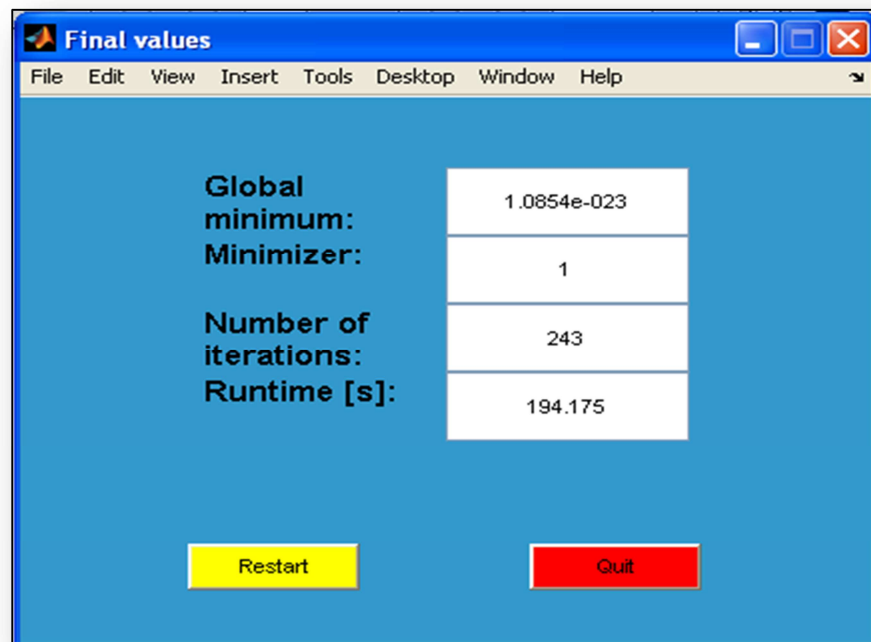 Final values
File Edit View Insert Tools Desktop Window Help
Global
minimum:
1.0854e-023
Minimizer:
1
Number of
iterations:
243
Runtime [s]:
194.175
Restart
Quit